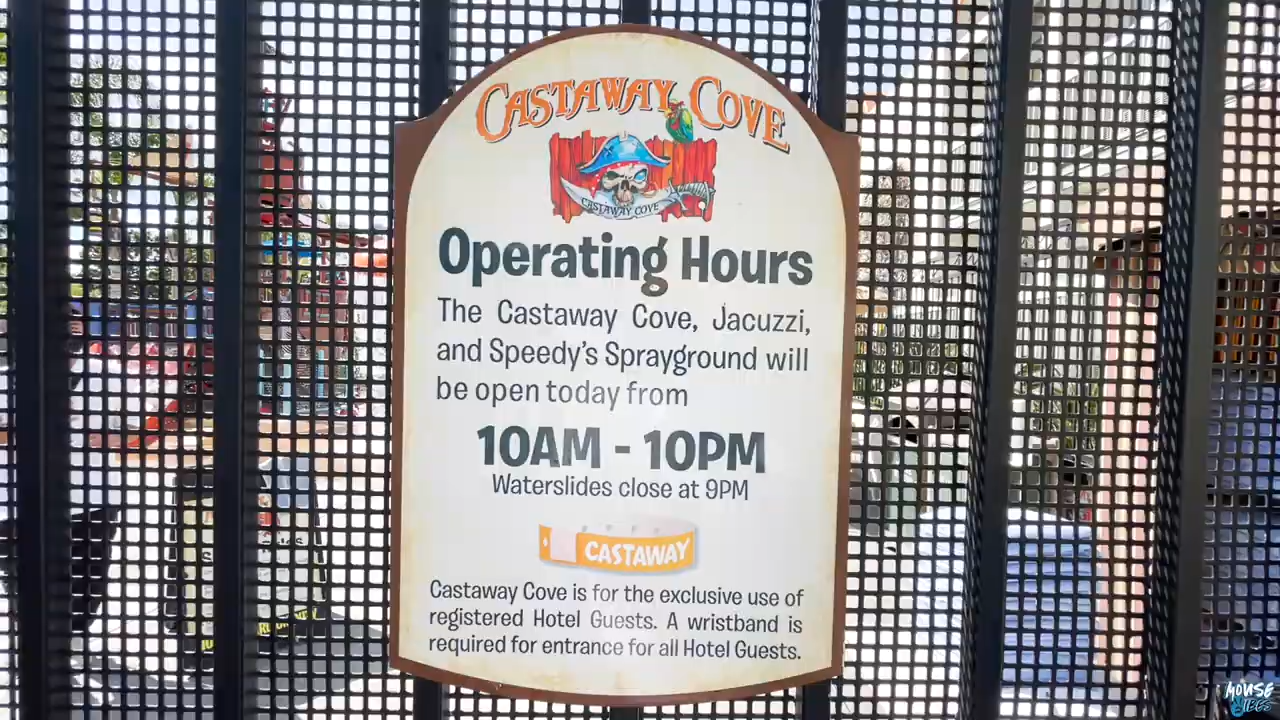 CASTAWAY COVE
CASTAWAY COVE
Operating Hours
The Castaway Cove, Jacuzzi,
and Speedy's Sprayground will
be open today from
10AM - 10PM
Waterslides close at 9PM
CASTAWAY
Castaway Cove is for the exclusive use of
registered Hotel Guests. A wristband is
required for entrance for all Hotel Guests.
MOUSE
VIBES